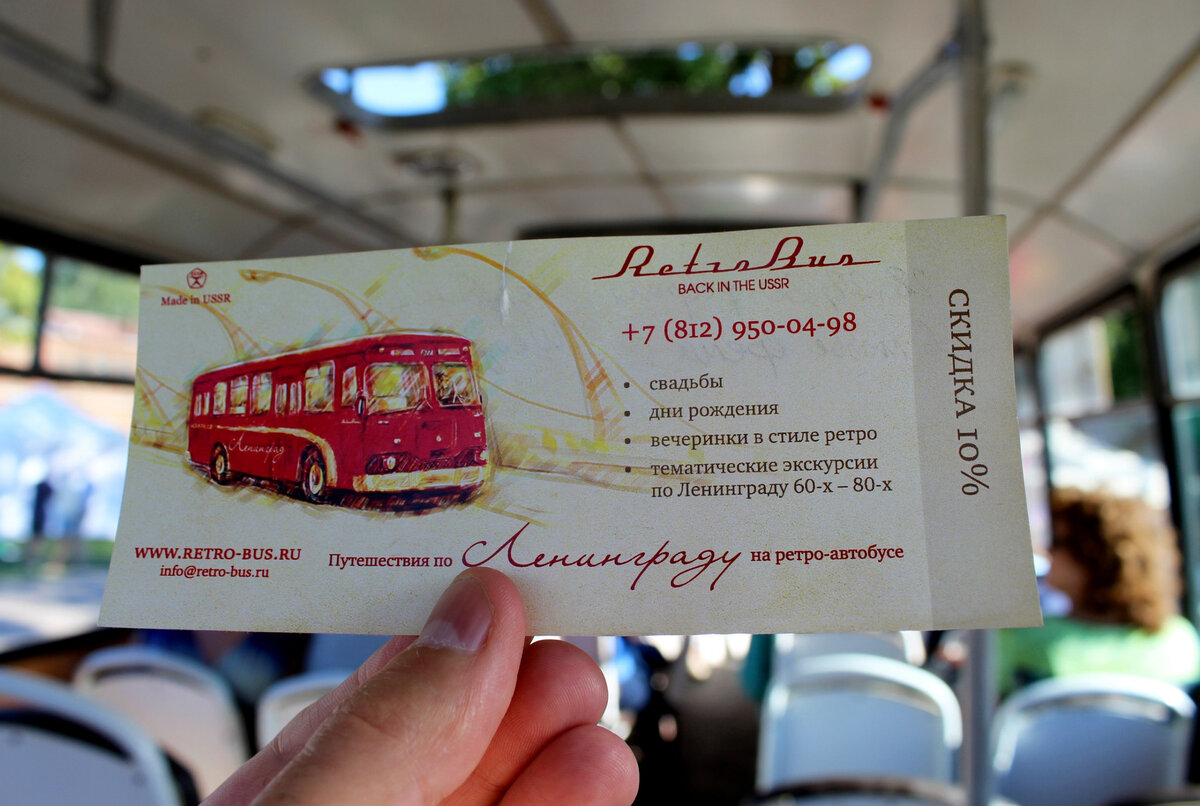 Made in USSR
RetroBus
BACK IN THE USSR
+7 (812) 950-04-98
• свадьбы
• дни рождения
• вечеринки в стиле ретро
• тематические экскурсии
по Ленинграду 60-х – 80-х
Ленинград
WWW.RETRO-BUS.RU
info@retro-bus.ru
Путешествия по Ленинграду на ретро-автобусе
СКИДКА 10%